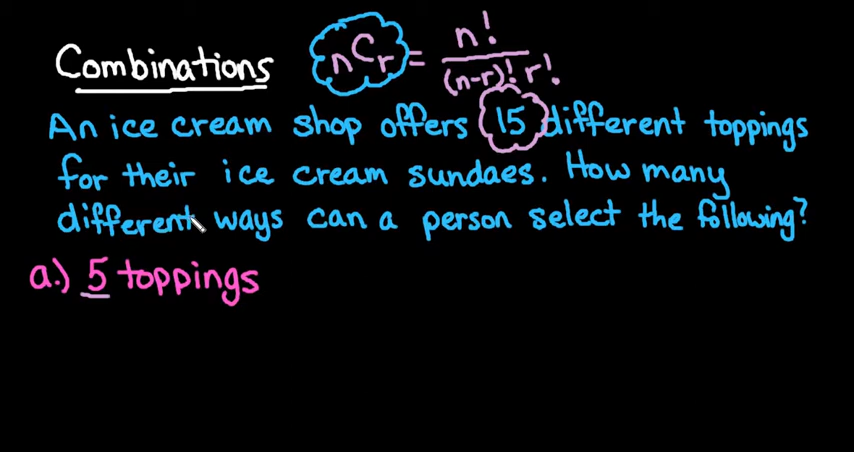 Combinations nCr = n! / (n-r)! r!
An ice cream shop offers 15 different toppings
for their ice cream sundaes. How many
different ways can a person select the following?
a.) 5 toppings